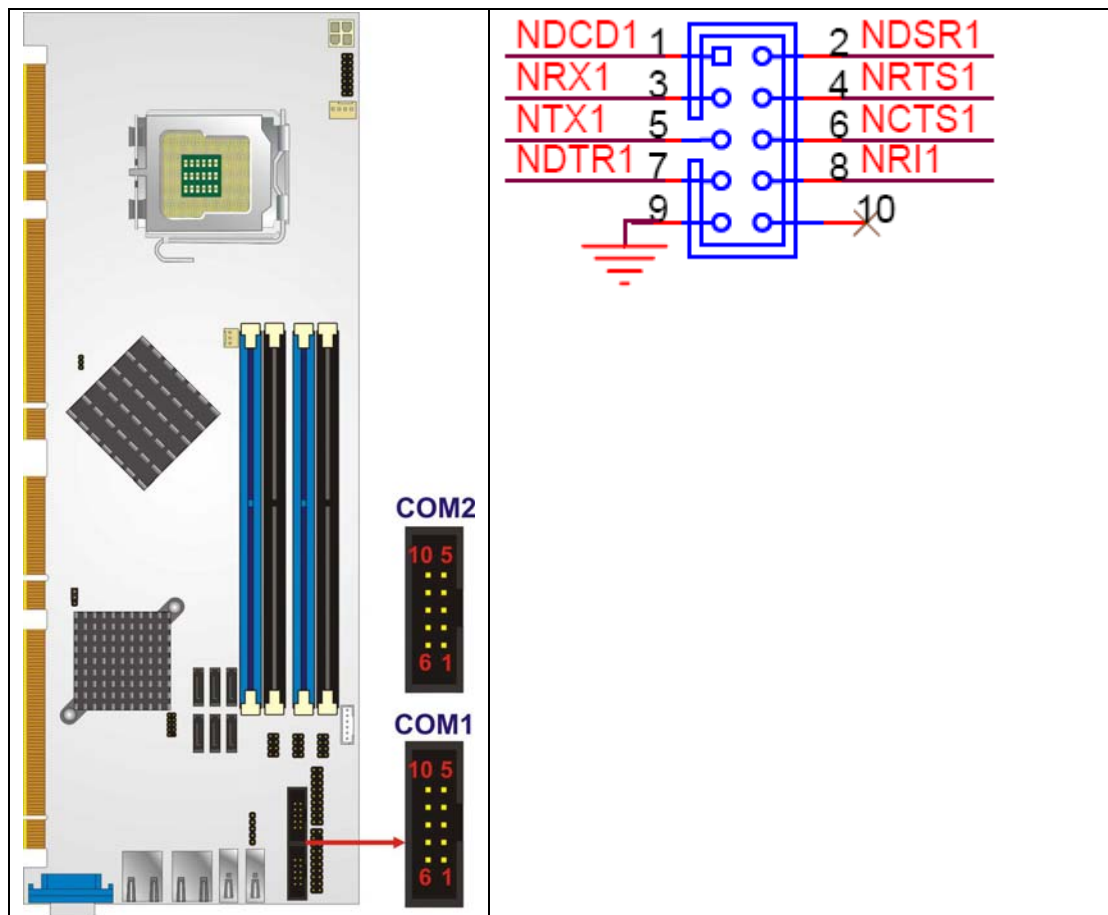 COM2
10 5
6 1
COM1
10 5
6 1
NDCD1 1 2 NDSR1
NRX1 3 4 NRTS1
NTX1 5 6 NCTS1
NDTR1 7 8 NRI1
9 10